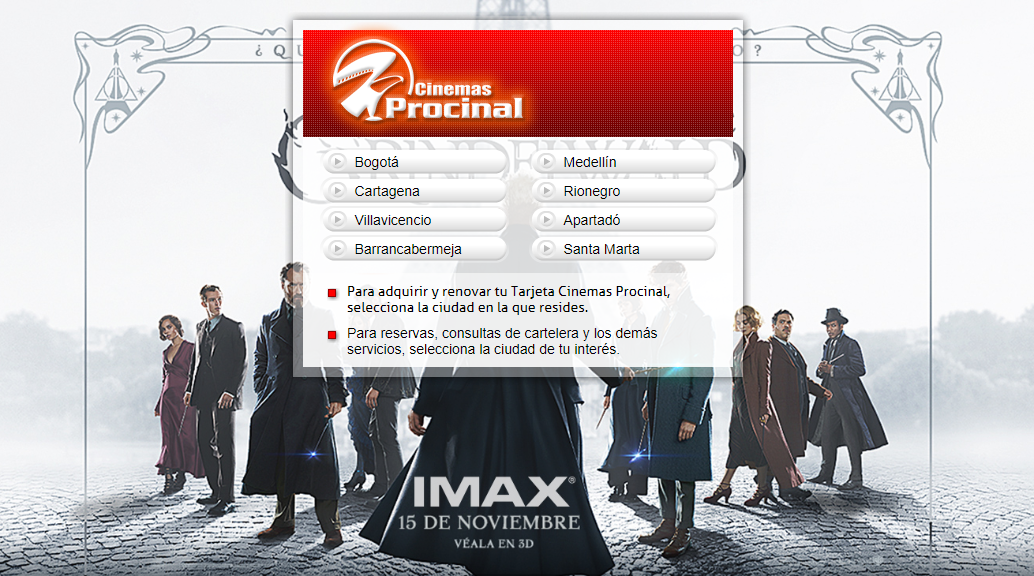 ¿ QU
O ?
Cinemas
Procinal
Bogotá
Medellín
Cartagena
Rionegro
Villavicencio
Apartadó
Barrancabermeja
Santa Marta
Para adquirir y renovar tu Tarjeta Cinemas Procinal,
selecciona la ciudad en la que resides.
Para reservas, consultas de cartelera y los demás
servicios, selecciona la ciudad de tu interés.
IMAX®
15 DE NOVIEMBRE
VÉALA EN 3D